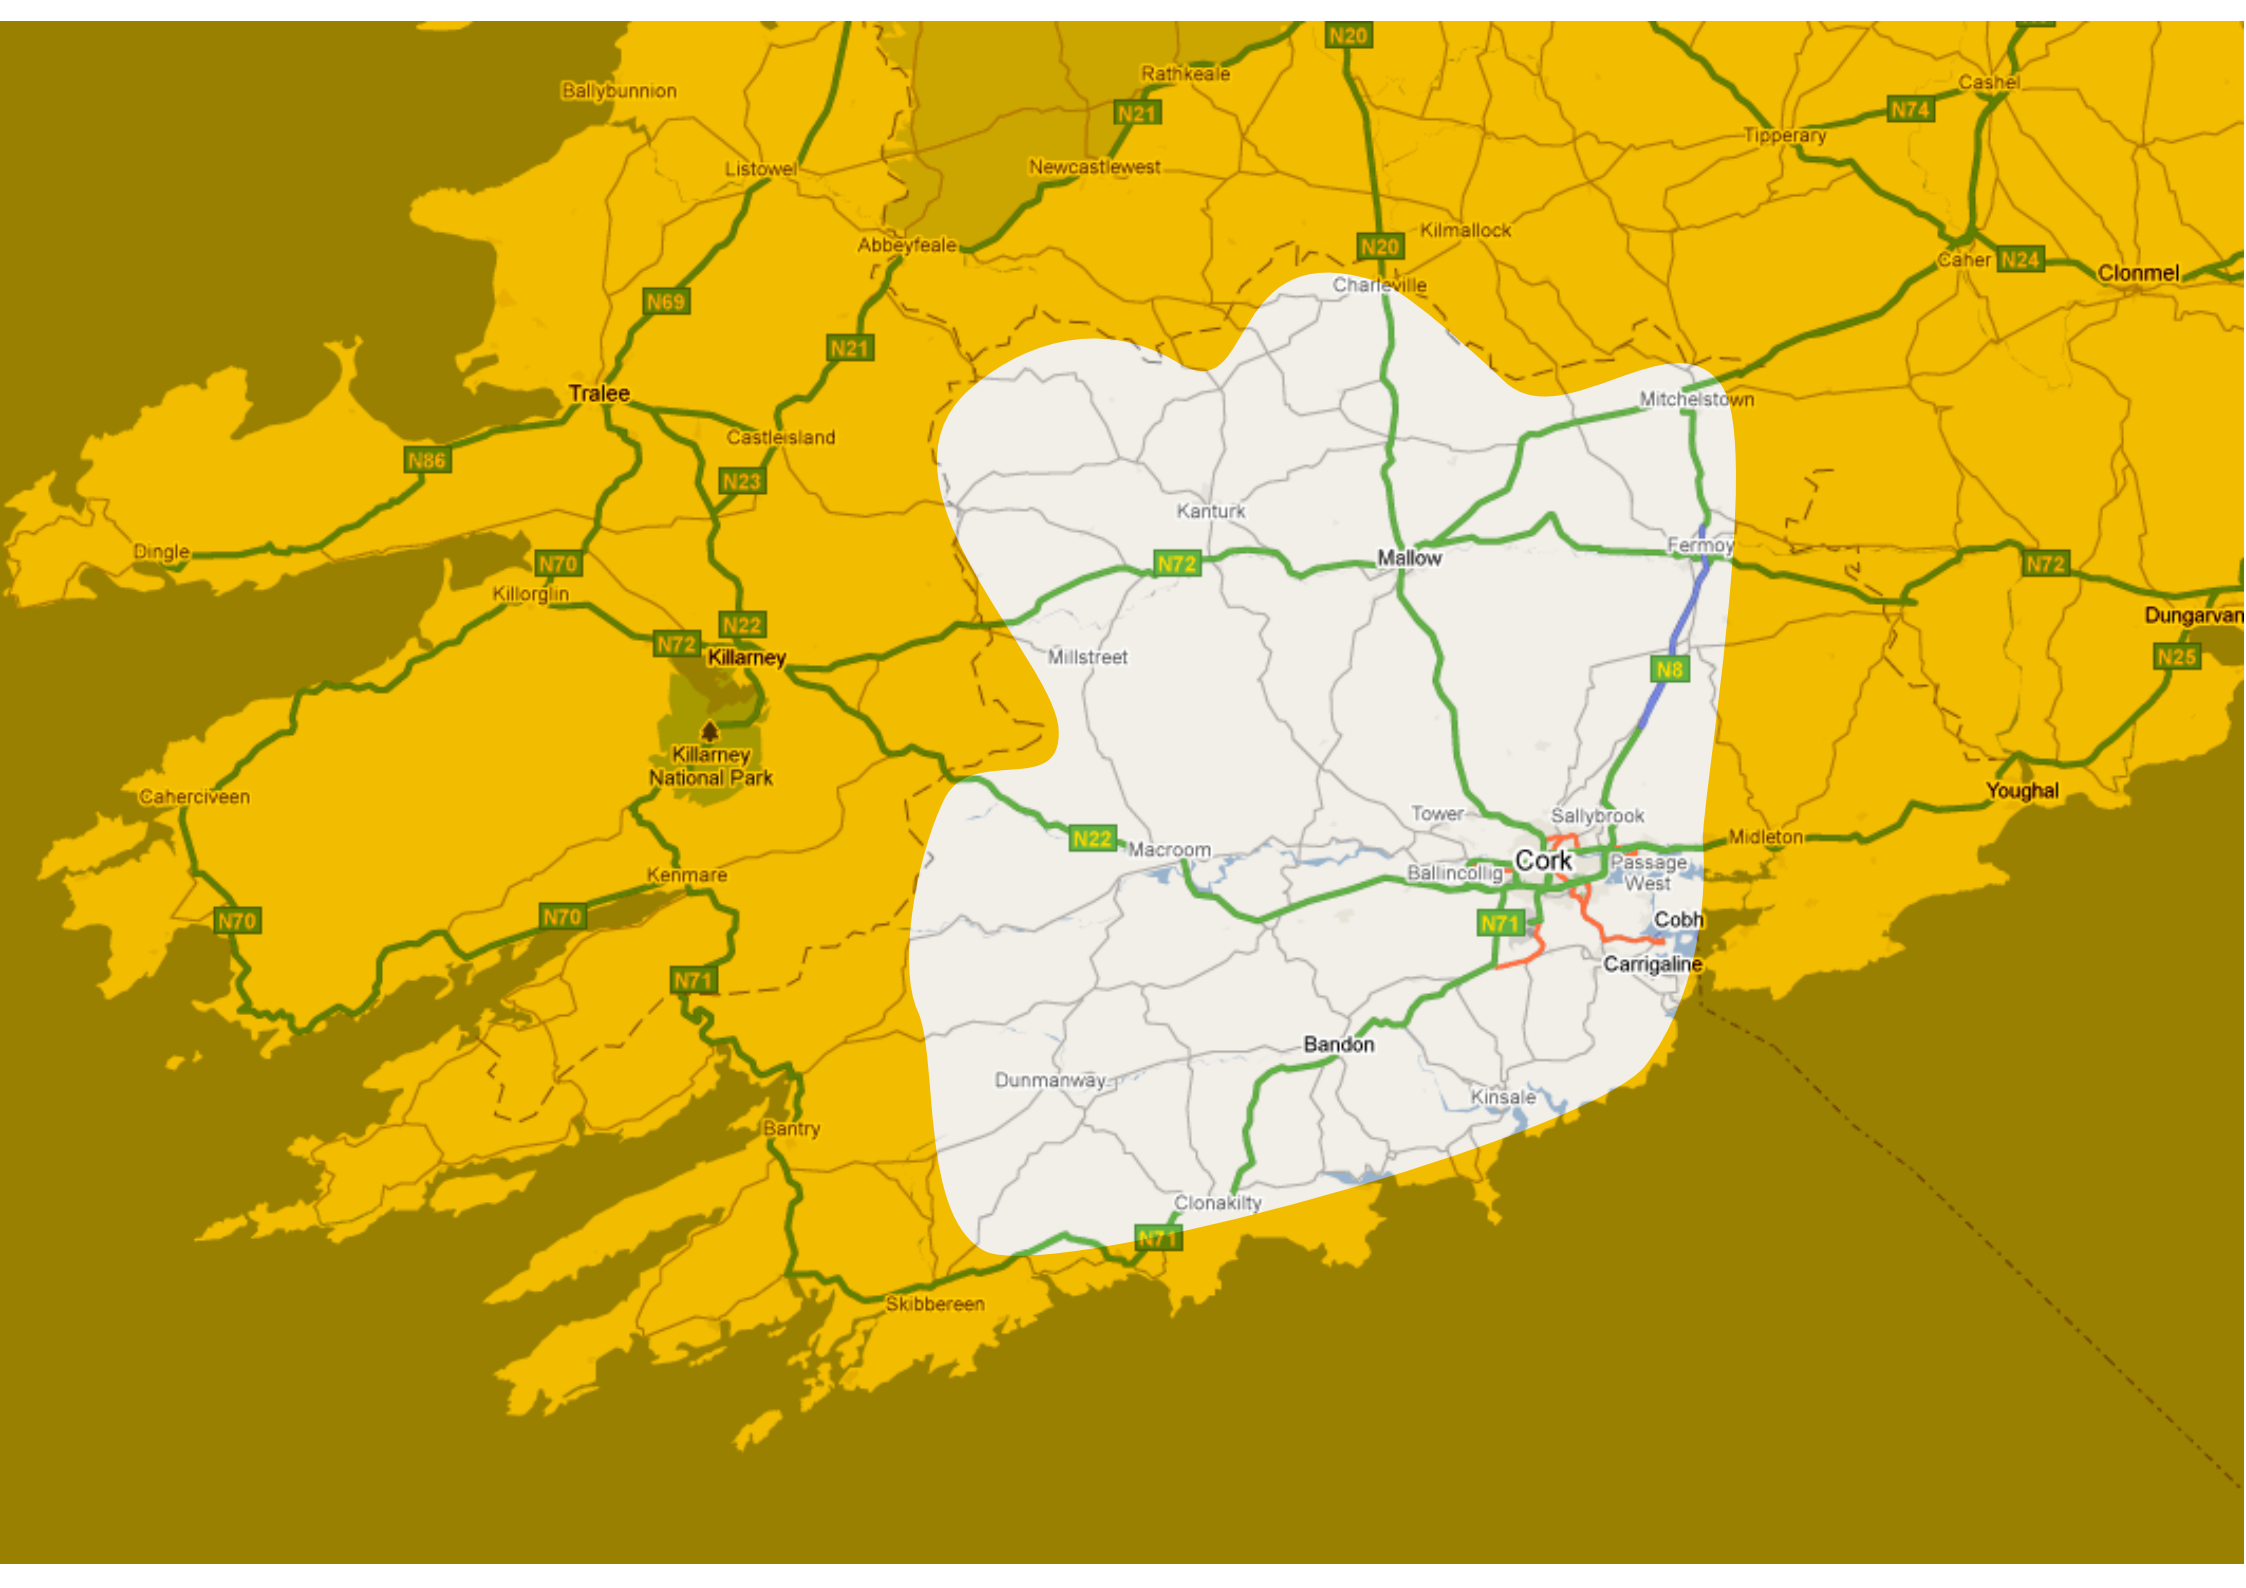 N20
Rathkeale
Cashel
Ballybunnion
N21
N74
Tipperary
Listowel
Newcastlewest
Abbeyfeale
N20
Kilmallock
Caher
N24
Clonmel
Charleville
N69
N21
Tralee
Mitchelstown
Castleisland
N86
N23
Kanturk
Dingle
N70
N72
Mallow
Fermoy
N72
Killorglin
N22
Dungarvan
N72
Killarney
Millstreet
N8
N25
Killarney
National Park
Caherciveen
Youghal
Tower
Sallybrook
N22
Macroom
Midleton
Cork
Ballincollig
Passage
West
Kenmare
N70
N70
N71
Cobh
Carrigaline
N71
Bandon
Dunmanway
Kinsale
Bantry
Clonakilty
N71
Skibbereen